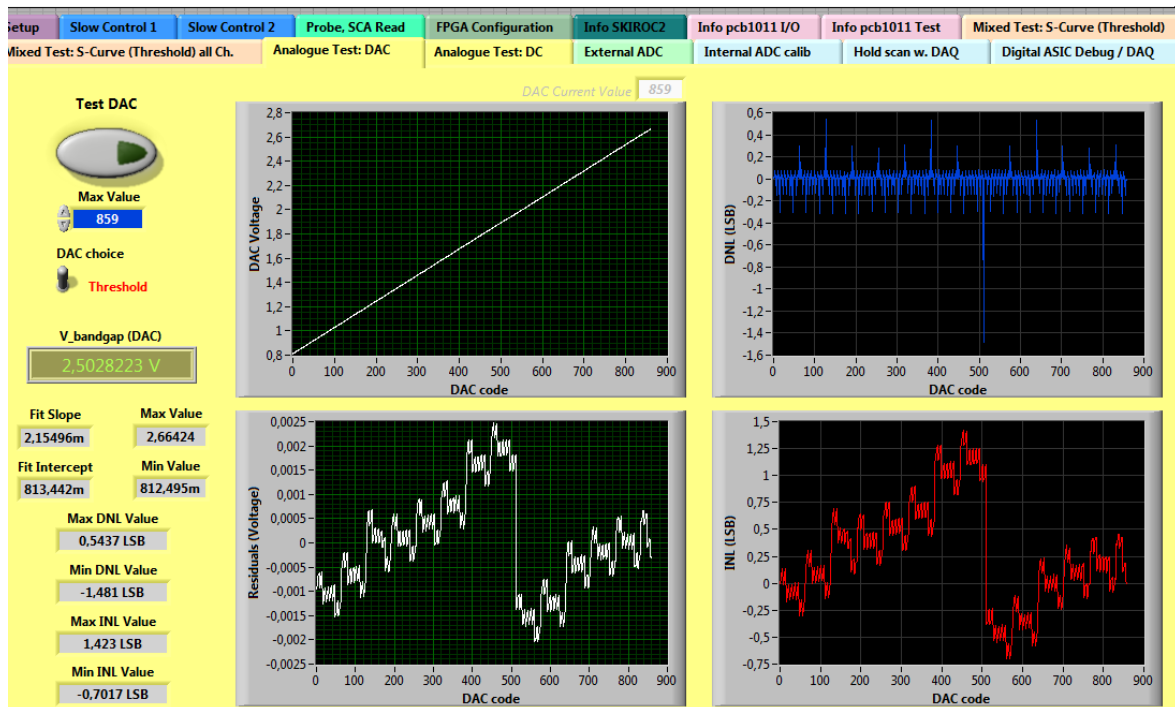 Setup Slow Control 1 Slow Control 2 Probe, SCA Read FPGA Configuration Info SKIROC2 Info pcb1011 I/O Info pcb1011 Test Mixed Test: S-Curve (Threshold)
Mixed Test: S-Curve (Threshold) all Ch. Analogue Test: DAC Analogue Test: DC External ADC Internal ADC calib Hold scan w. DAQ Digital ASIC Debug / DAQ
DAC Current Value 859
Test DAC
Max Value
859
DAC choice
Threshold
V_bandgap (DAC)
2,5028223 V
Fit Slope Max Value
2,15496m 2,66424
Fit Intercept Min Value
813,442m 812,495m
Max DNL Value
0,5437 LSB
Min DNL Value
-1,481 LSB
Max INL Value
1,423 LSB
Min INL Value
-0,7017 LSB
DAC Voltage
2,8
2,6
2,4
2,2
2
1,8
1,6
1,4
1,2
1
0,8
0 100 200 300 400 500 600 700 800 900
DAC code
DNL (LSB)
0,6
0,4
0,2
0
-0,2
-0,4
-0,6
-0,8
-1
-1,2
-1,4
-1,6
0 100 200 300 400 500 600 700 800 900
DAC code
Residuals (Voltage)
0,0025
0,002
0,0015
0,001
0,0005
0
-0,0005
-0,001
-0,0015
-0,002
-0,0025
0 100 200 300 400 500 600 700 800 900
DAC code
INL (LSB)
1,5
1,25
1
0,75
0,5
0,25
0
-0,25
-0,5
-0,75
0 100 200 300 400 500 600 700 800 900
DAC code